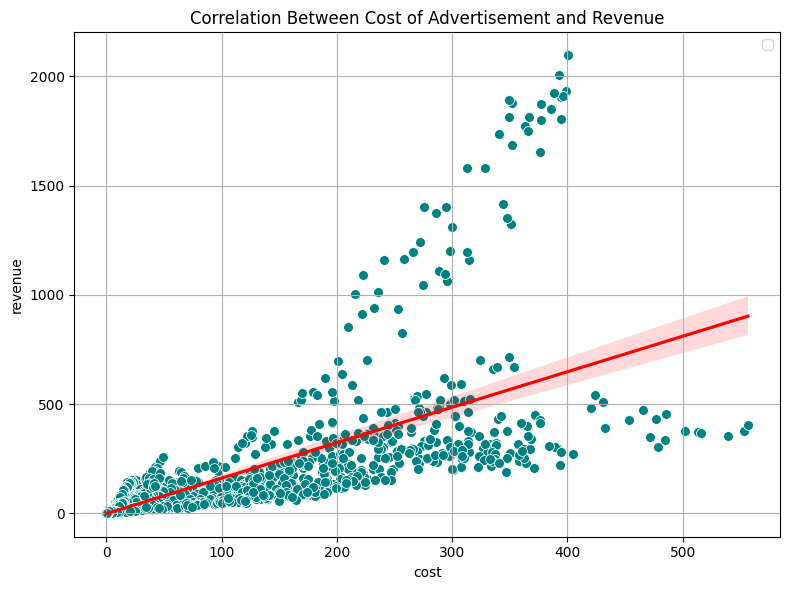 Correlation Between Cost of Advertisement and Revenue
2000
1500
1000
500
0
revenue
0 100 200 300 400 500
cost